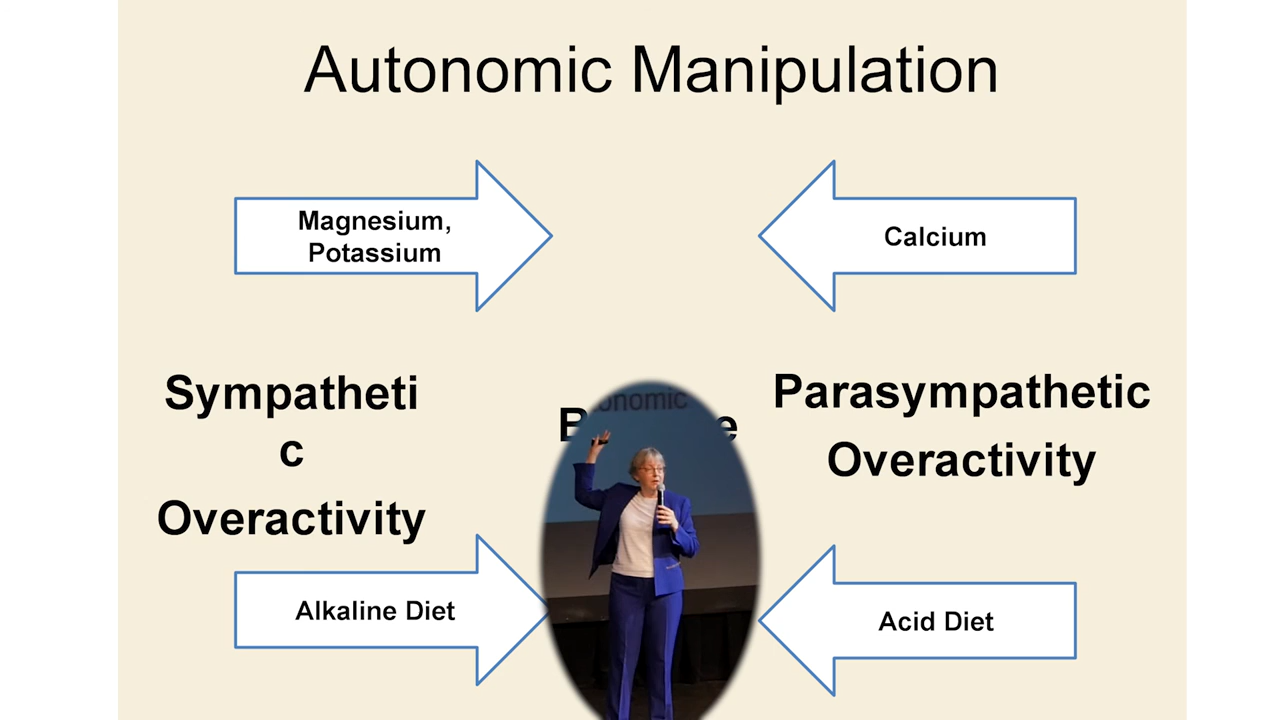 Autonomic Manipulation
Magnesium,
Potassium
Calcium
Sympatheti
c
Overactivity
Parasympathetic
Overactivity
Alkaline Diet
Acid Diet